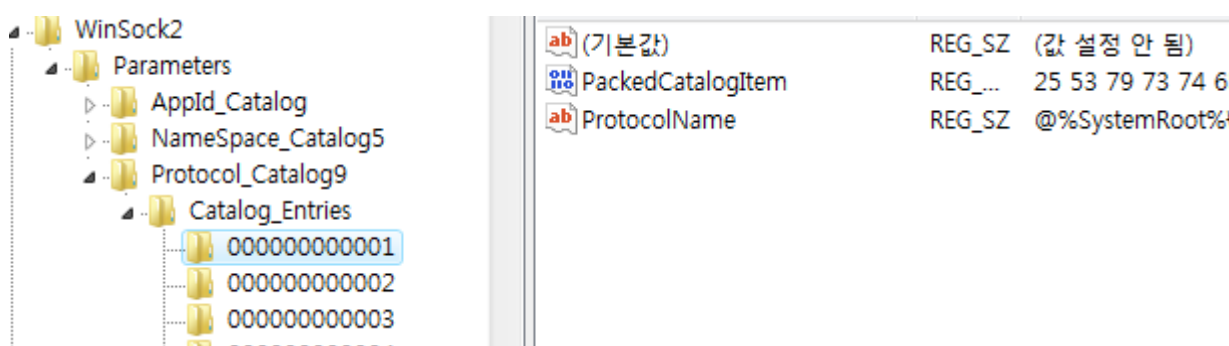 WinSock2
Parameters
AppId_Catalog
NameSpace_Catalog5
Protocol_Catalog9
Catalog_Entries
000000000001
000000000002
000000000003
(기본값) REG_SZ (값 설정 안 됨)
PackedCatalogItem REG_... 25 53 79 73 74 6
ProtocolName REG_SZ @%SystemRoot%